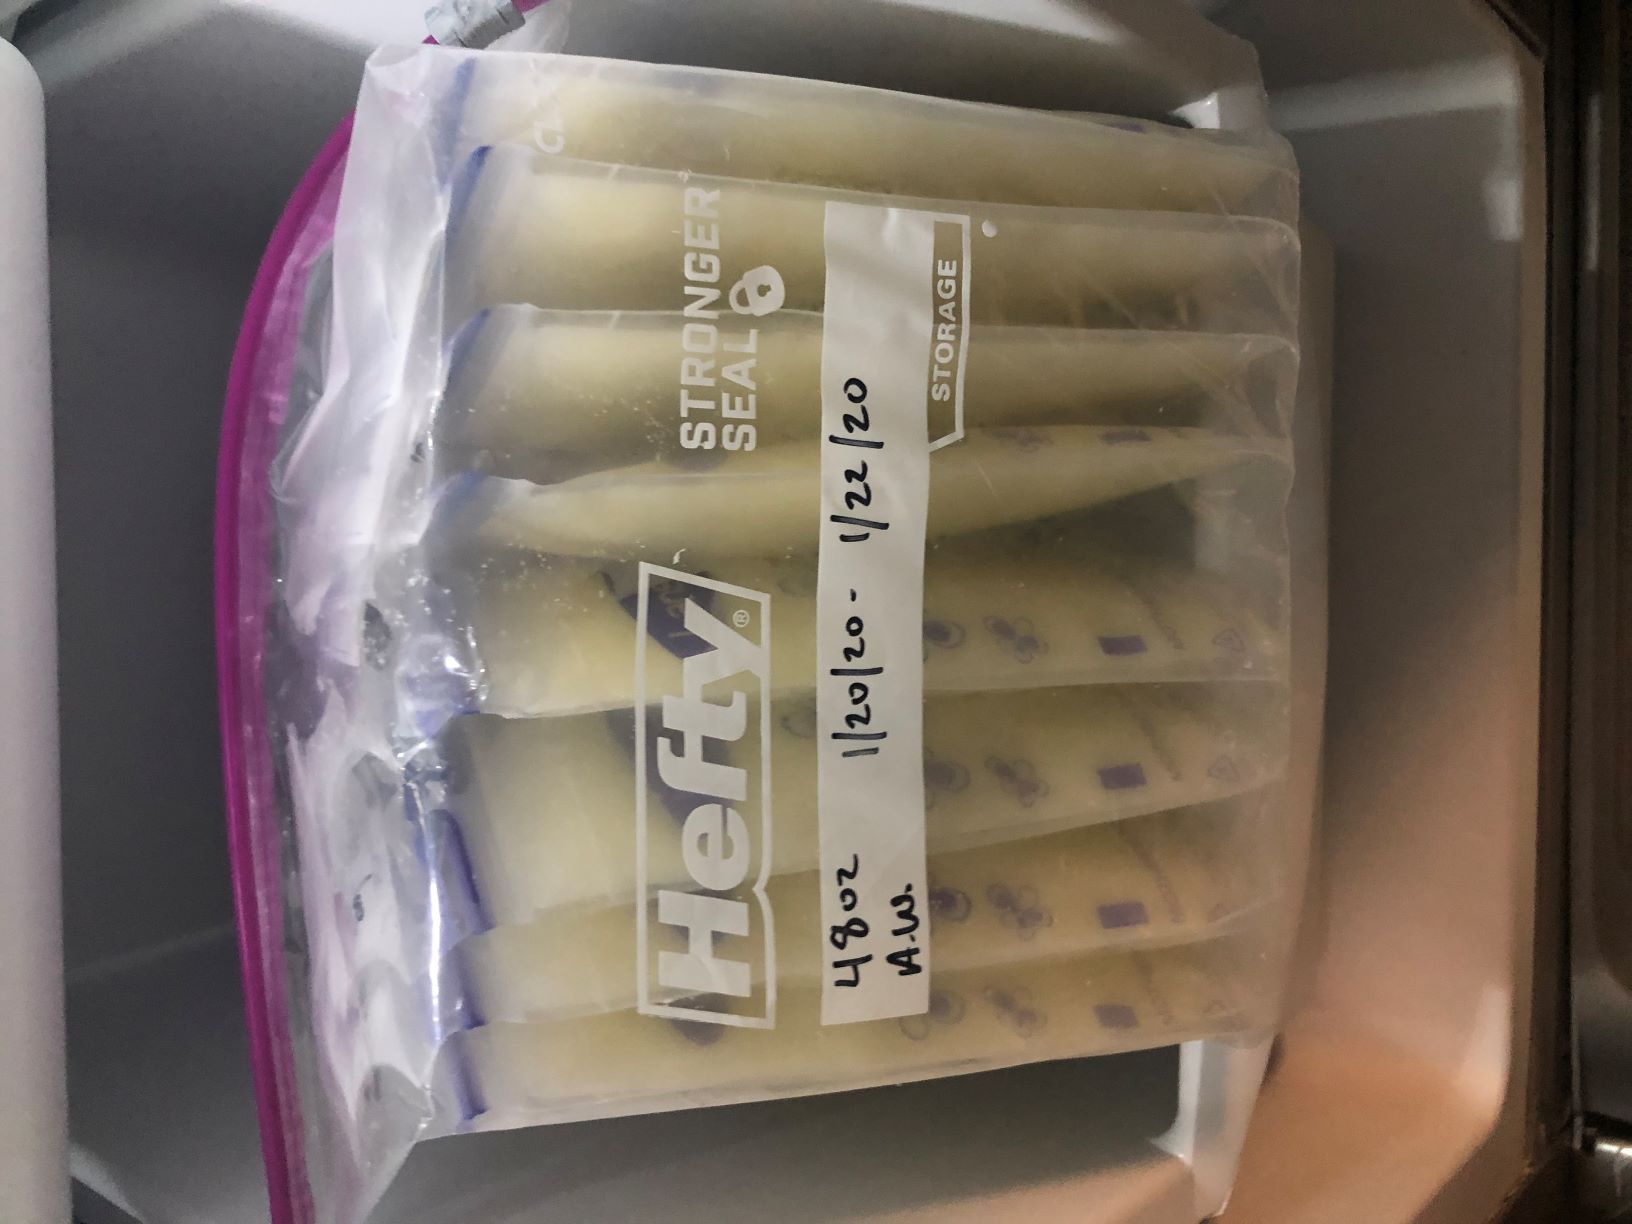 STRONGER
SEAL
STORAGE
Hefty®
48oz 1/20/20 - 1/22/20
A.W.